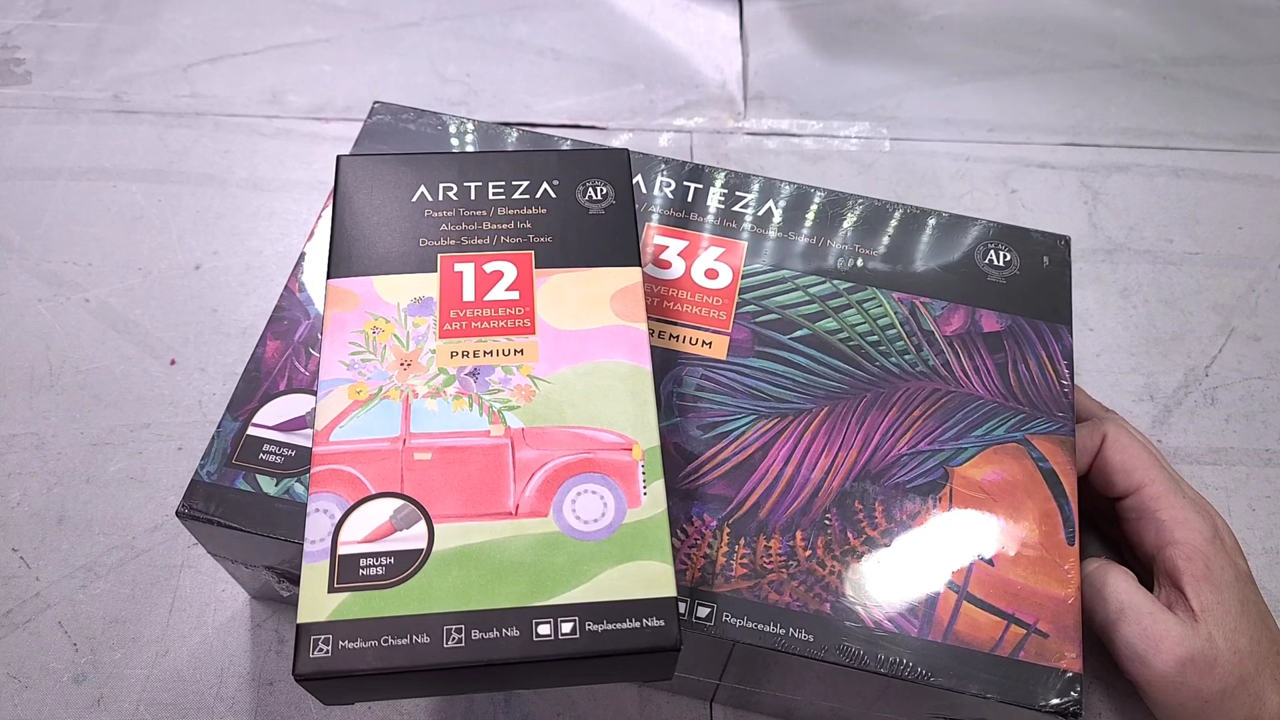 ARTEZA®
ACMI
AP
Pastel Tones / Blendable
Alcohol-Based Ink
Double-Sided / Non-Toxic
12
EVERBLEND®
ART MARKERS
PREMIUM
BRUSH
NIBS!
Medium Chisel Nib
Brush Nib
Replaceable Nibs
ARTEZA
/ Alcohol-Based Ink / Double-Sided / Non-Toxic
ACMI
AP
36
EVERBLEND®
ART MARKERS
PREMIUM
BRUSH
NIBS!
Replaceable Nibs